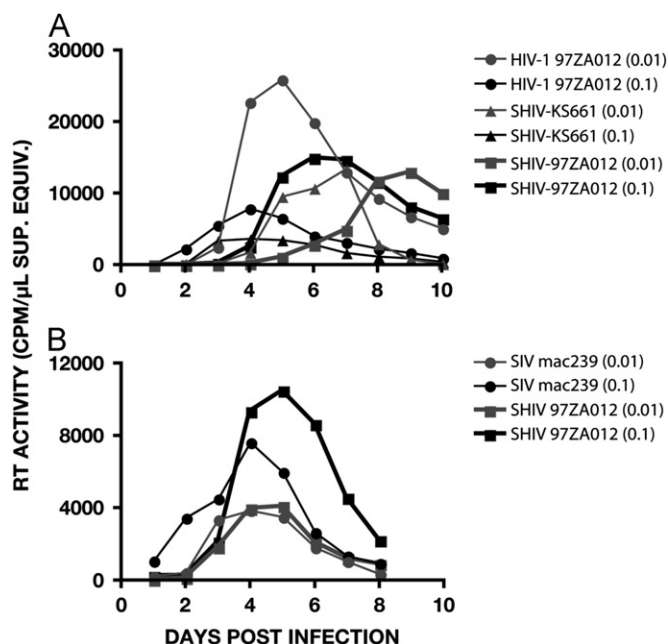 A
30000
20000
10000
0
0 2 4 6 8 10
HIV-1 97ZA012 (0.01)
HIV-1 97ZA012 (0.1)
SHIV-KS661 (0.01)
SHIV-KS661 (0.1)
SHIV-97ZA012 (0.01)
SHIV-97ZA012 (0.1)
RT ACTIVITY (CPM/µL SUP. EQUIV.)
B
12000
8000
4000
0
0 2 4 6 8 10
SIV mac239 (0.01)
SIV mac239 (0.1)
SHIV 97ZA012 (0.01)
SHIV 97ZA012 (0.1)
DAYS POST INFECTION